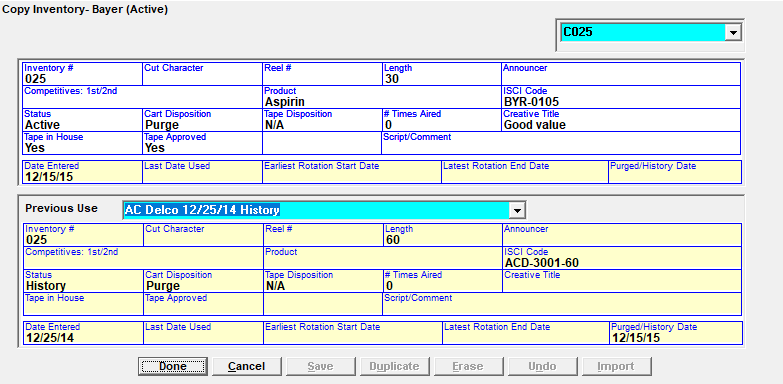 Copy Inventory- Bayer (Active)
C025
Inventory # Cut Character Reel # Length Announcer
025 30
Competitives: 1st/2nd Product ISCI Code
Aspirin BYR-0105
Status Cart Disposition Tape Disposition # Times Aired Creative Title
Active Purge N/A 0 Good value
Tape in House Tape Approved Script/Comment
Yes Yes
Date Entered Last Date Used Earliest Rotation Start Date Latest Rotation End Date Purged/History Date
12/15/15
Previous Use AC Delco 12/25/14 History
Inventory # Cut Character Reel # Length Announcer
025 60
Competitives: 1st/2nd Product ISCI Code
ACD-3001-60
Status Cart Disposition Tape Disposition # Times Aired Creative Title
History Purge N/A 0
Tape in House Tape Approved Script/Comment
Date Entered Last Date Used Earliest Rotation Start Date Latest Rotation End Date Purged/History Date
12/25/14 12/15/15
Done Cancel Save Duplicate Erase Undo Import